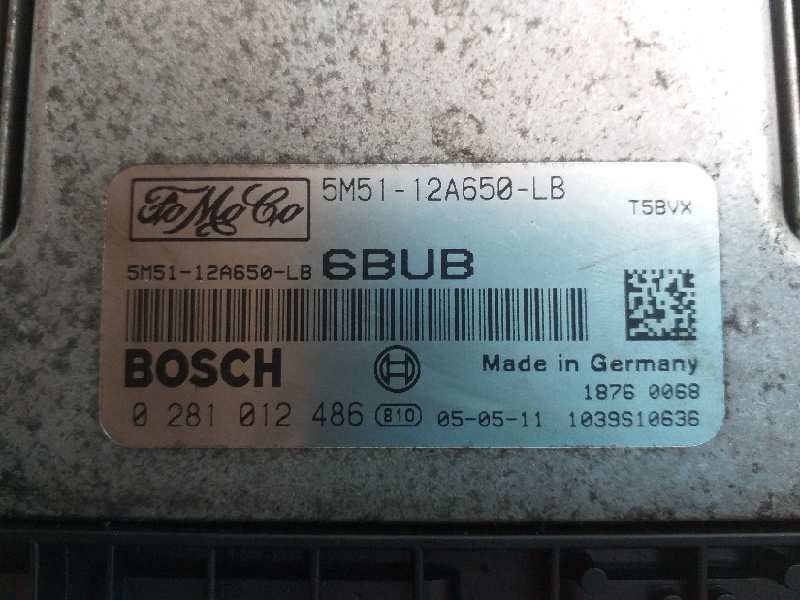 FoMoCo
5M51-12A650-LB
T5BVX
5M51-12A650-LB 6BUB
BOSCH
Made in Germany
1876 0068
0 281 012 486 810 05-05-11 1039S10636